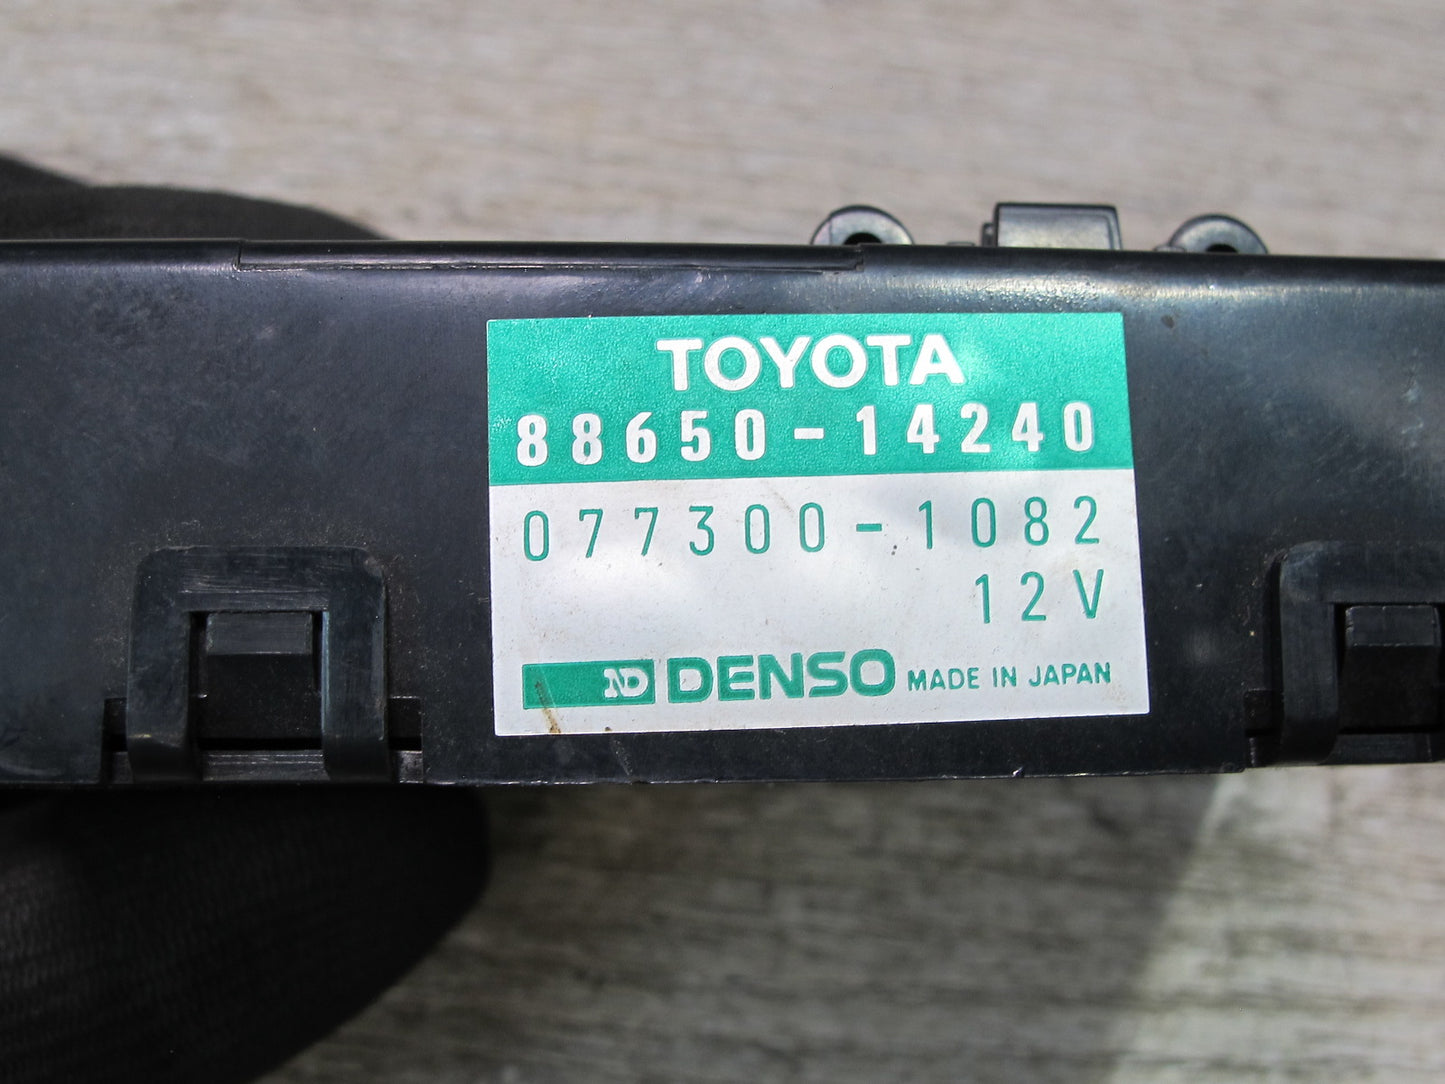 TOYOTA
88650-14240
077300-1082
12V
ND DENSO MADE IN JAPAN